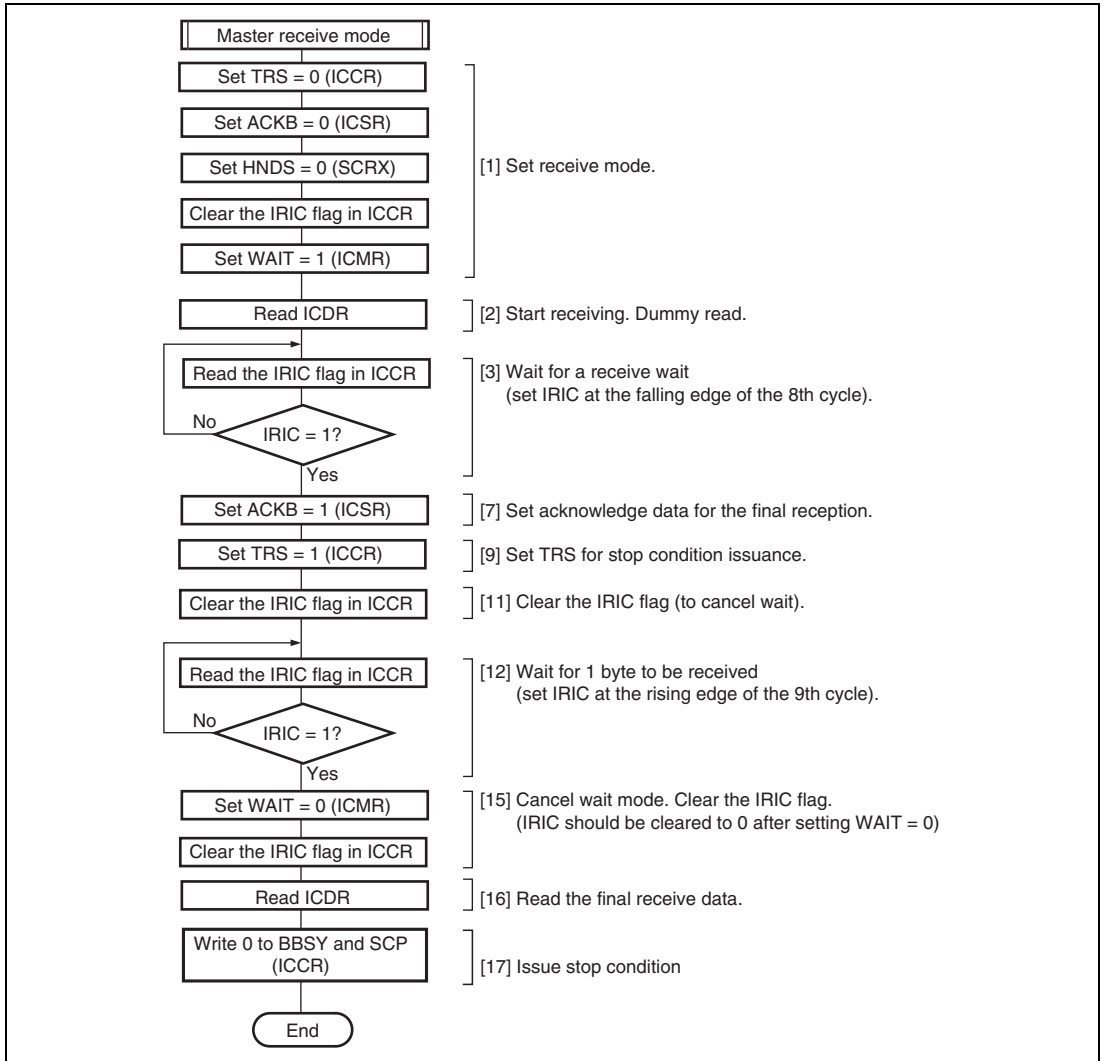 Master receive mode
Set TRS = 0 (ICCR)
Set ACKB = 0 (ICSR)
Set HNDS = 0 (SCRX)
[1] Set receive mode.
Clear the IRIC flag in ICCR
Set WAIT = 1 (ICMR)
Read ICDR
[2] Start receiving. Dummy read.
Read the IRIC flag in ICCR
[3] Wait for a receive wait
(set IRIC at the falling edge of the 8th cycle).
No
IRIC = 1?
Yes
Set ACKB = 1 (ICSR)
[7] Set acknowledge data for the final reception.
Set TRS = 1 (ICCR)
[9] Set TRS for stop condition issuance.
Clear the IRIC flag in ICCR
[11] Clear the IRIC flag (to cancel wait).
Read the IRIC flag in ICCR
[12] Wait for 1 byte to be received
(set IRIC at the rising edge of the 9th cycle).
No
IRIC = 1?
Yes
Set WAIT = 0 (ICMR)
[15] Cancel wait mode. Clear the IRIC flag.
(IRIC should be cleared to 0 after setting WAIT = 0)
Clear the IRIC flag in ICCR
Read ICDR
[16] Read the final receive data.
Write 0 to BBSY and SCP
(ICCR)
[17] Issue stop condition
End